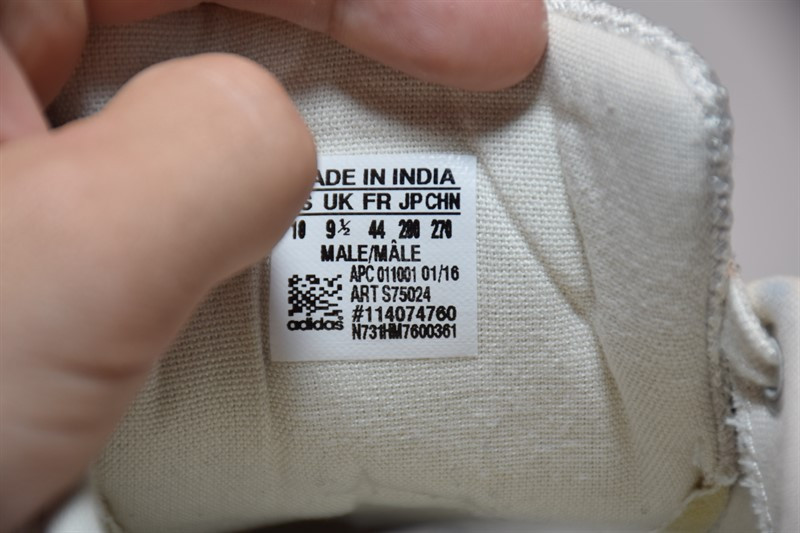 ADE IN INDIA
S UK FR JP CHN
10 9½ 44 280 270
MALE/MÂLE
APC 011001 01/16
ART S75024
#114074760
adidas N731HM7600361